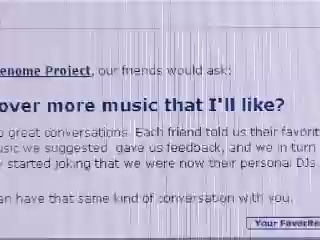 enome Project, our friends would ask:
over more music that I'll like?
o great conversations. Each friend told us their favorit
usic we suggested, gave us feedback, and we in turn
started joking that we were now their personal DJs.
an have that same kind of conversation with you.
Your Favorite